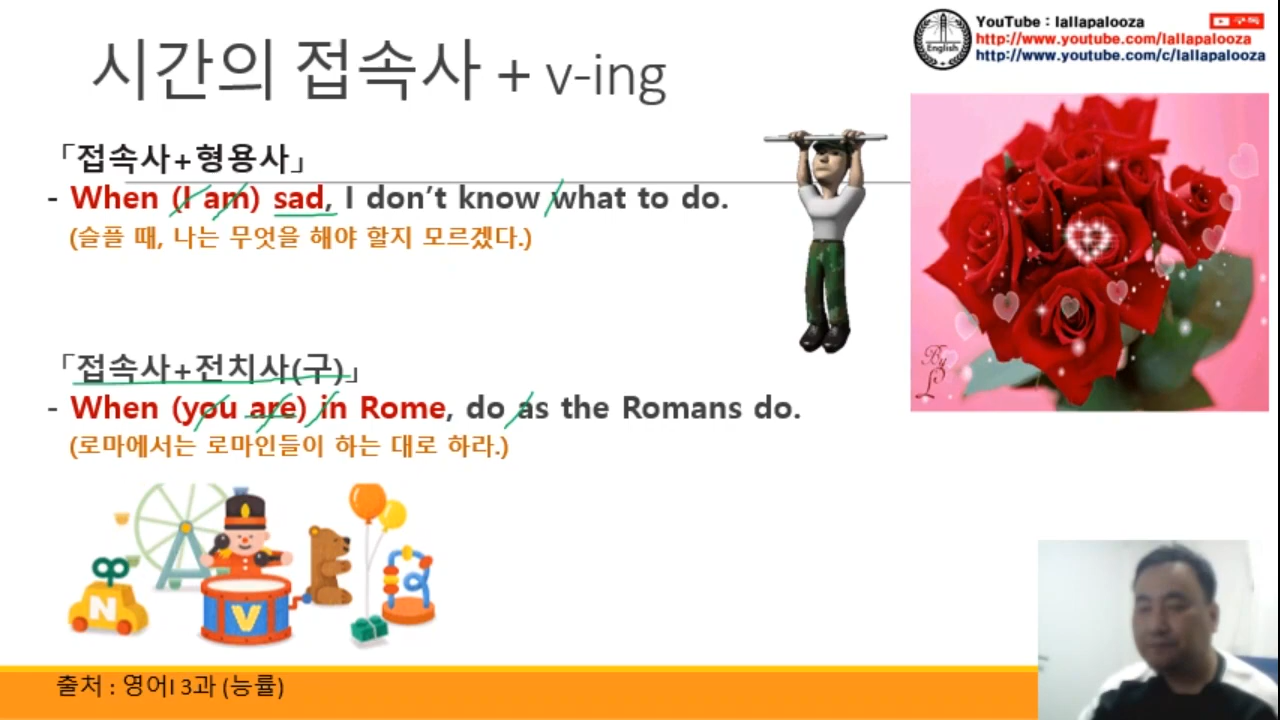 시간의 접속사 + v-ing
YouTube : lallapalooza
구독
http://www.youtube.com/lallapalooza
http://www.youtube.com/c/lallapalooza
English
「접속사+형용사」
- When (I am) sad, I don't know what to do.
(슬플 때, 나는 무엇을 해야 할지 모르겠다.)
「접속사+전치사(구)」
- When (you are) in Rome, do as the Romans do.
(로마에서는 로마인들이 하는 대로 하라.)
By
N
V
출처 : 영어I 3과 (능률)